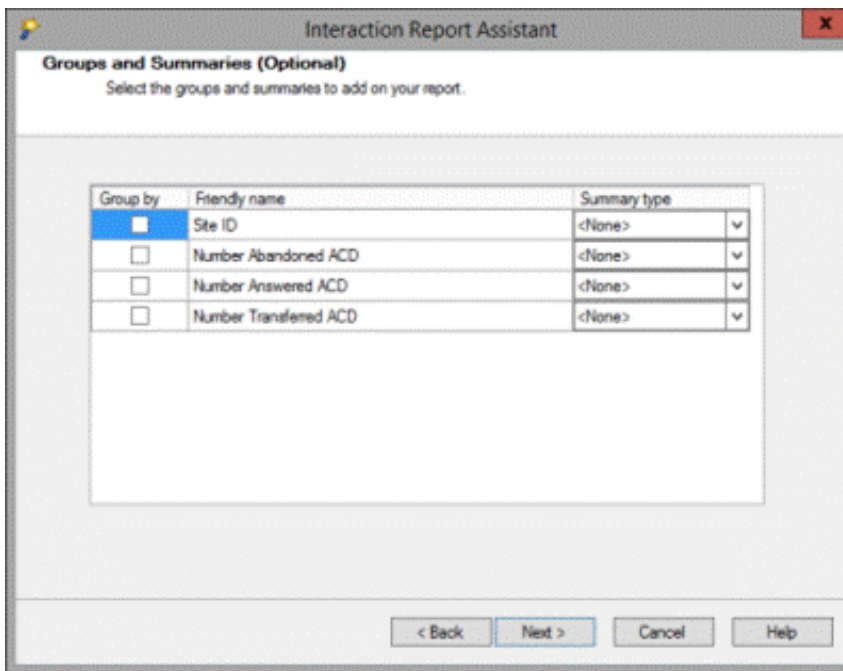 Interaction Report Assistant
x
Groups and Summaries (Optional)
Select the groups and summaries to add on your report.
Group by Friendly name Summary type
Site ID <None>
Number Abandoned ACD <None>
Number Answered ACD <None>
Number Transferred ACD <None>
< Back Next > Cancel Help